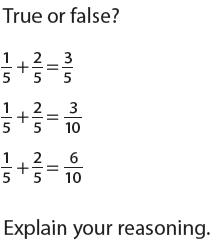 True or false?
1/5 + 2/5 = 3/5
1/5 + 2/5 = 3/10
1/5 + 2/5 = 6/10
Explain your reasoning.